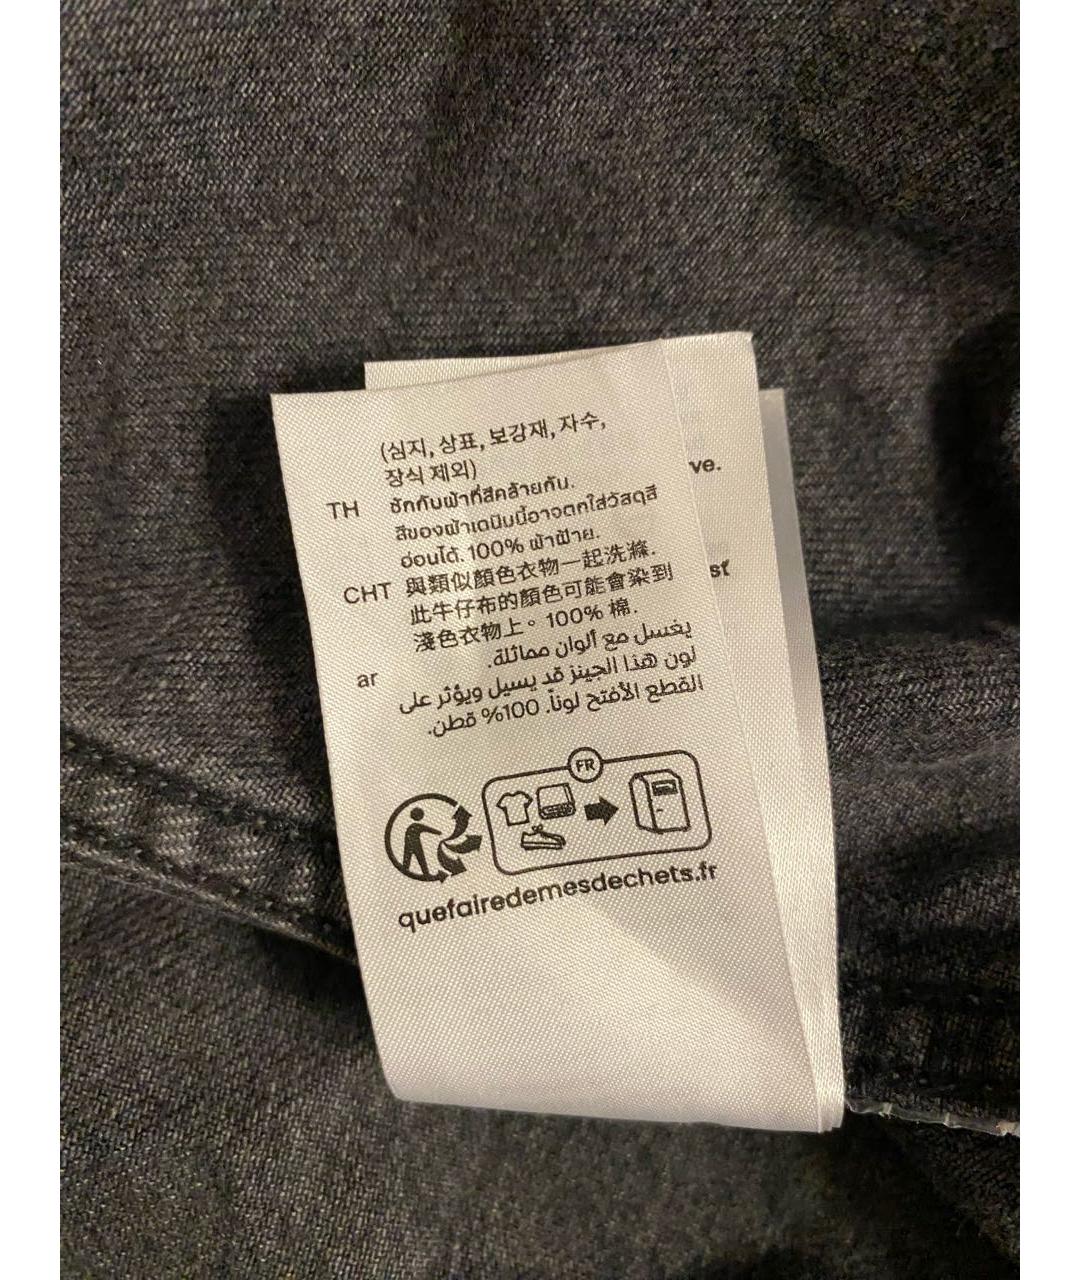 (심지, 상표, 보강재, 자수,
장식 제외)
TH ซักกับผ้าที่สีคล้ายกัน.
สีของผ้าเดนิมนี้อาจตกใส่วัสดุสี
อ่อนได้. 100% ผ้าฝ้าย.
CHT 與類似顏色衣物一起洗滌.
此牛仔布的顏色可能會染到
淺色衣物上。100% 棉.
ar يغسل مع ألوان مماثلة.
لون هذا الجينز قد يسيل ويؤثر على
القطع الأفتح لوناً. 100% قطن.
FR
quefairedemesdechets.fr
ve.